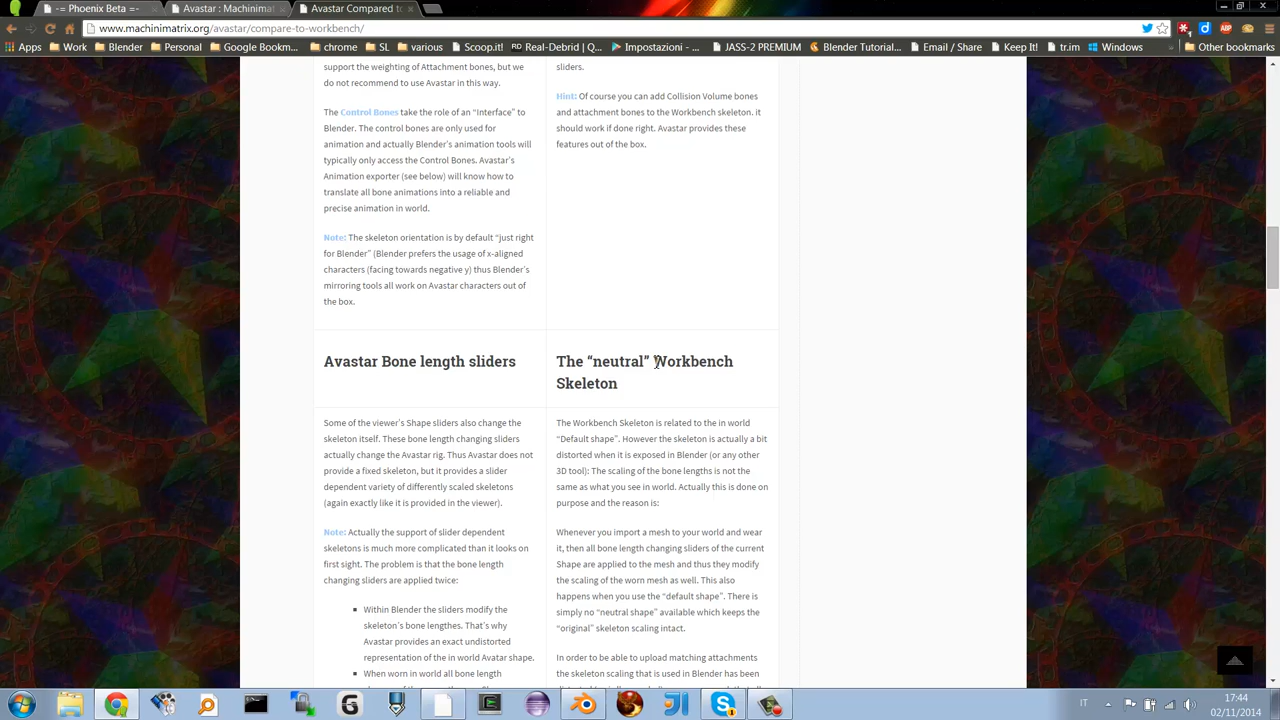 -- Phoenix Beta --
Avastar : Machinimat
Avastar Compared to
www.machinimatrix.org/avastar/compare-to-workbench/
Apps Work Blender Personal Google Bookm... chrome SL various Scoop.it! RD Real-Debrid | Q... Impostazioni - ... JASS-2 PREMIUM Blender Tutorial... Email / Share Keep It! tr.im Windows » Other bookmarks
support the weighting of Attachment bones, but we
do not recommend to use Avastar in this way.
The Control Bones take the role of an “Interface” to
Blender. The control bones are only used for
animation and actually Blender’s animation tools will
typically only access the Control Bones. Avastar’s
Animation exporter (see below) will know how to
translate all bone animations into a reliable and
precise animation in world.
Note: The skeleton orientation is by default “just right
for Blender” (Blender prefers the usage of x-aligned
characters (facing towards negative y) thus Blender’s
mirroring tools all work on Avastar characters out of
the box.
sliders.
Hint: Of course you can add Collision Volume bones
and attachment bones to the Workbench skeleton. it
should work if done right. Avastar provides these
features out of the box.
Avastar Bone length sliders
The “neutral” Workbench
Skeleton
Some of the viewer’s Shape sliders also change the
skeleton itself. These bone length changing sliders
actually change the Avastar rig. Thus Avastar does not
provide a fixed skeleton, but it provides a slider
dependent variety of differently scaled skeletons
(again exactly like it is provided in the viewer).
Note: Actually the support of slider dependent
skeletons is much more complicated than it looks on
first sight. The problem is that the bone length
changing sliders are applied twice:
Within Blender the sliders modify the
skeleton’s bone lengthes. That’s why
Avastar provides an exact undistorted
representation of the in world Avatar shape.
When worn in world all bone length
The Workbench Skeleton is related to the in world
“Default shape”. However the skeleton is actually a bit
distorted when it is exposed in Blender (or any other
3D tool): The scaling of the bone lengths is not the
same as what you see in world. Actually this is done on
purpose and the reason is:
Whenever you import a mesh to your world and wear
it, then all bone length changing sliders of the current
Shape are applied to the mesh and thus they modify
the scaling of the worn mesh as well. This also
happens when you use the “default shape”. There is
simply no “neutral shape” available which keeps the
“original” skeleton scaling intact.
In order to be able to upload matching attachments
the skeleton scaling that is used in Blender has been
IT
17:44
02/11/2014